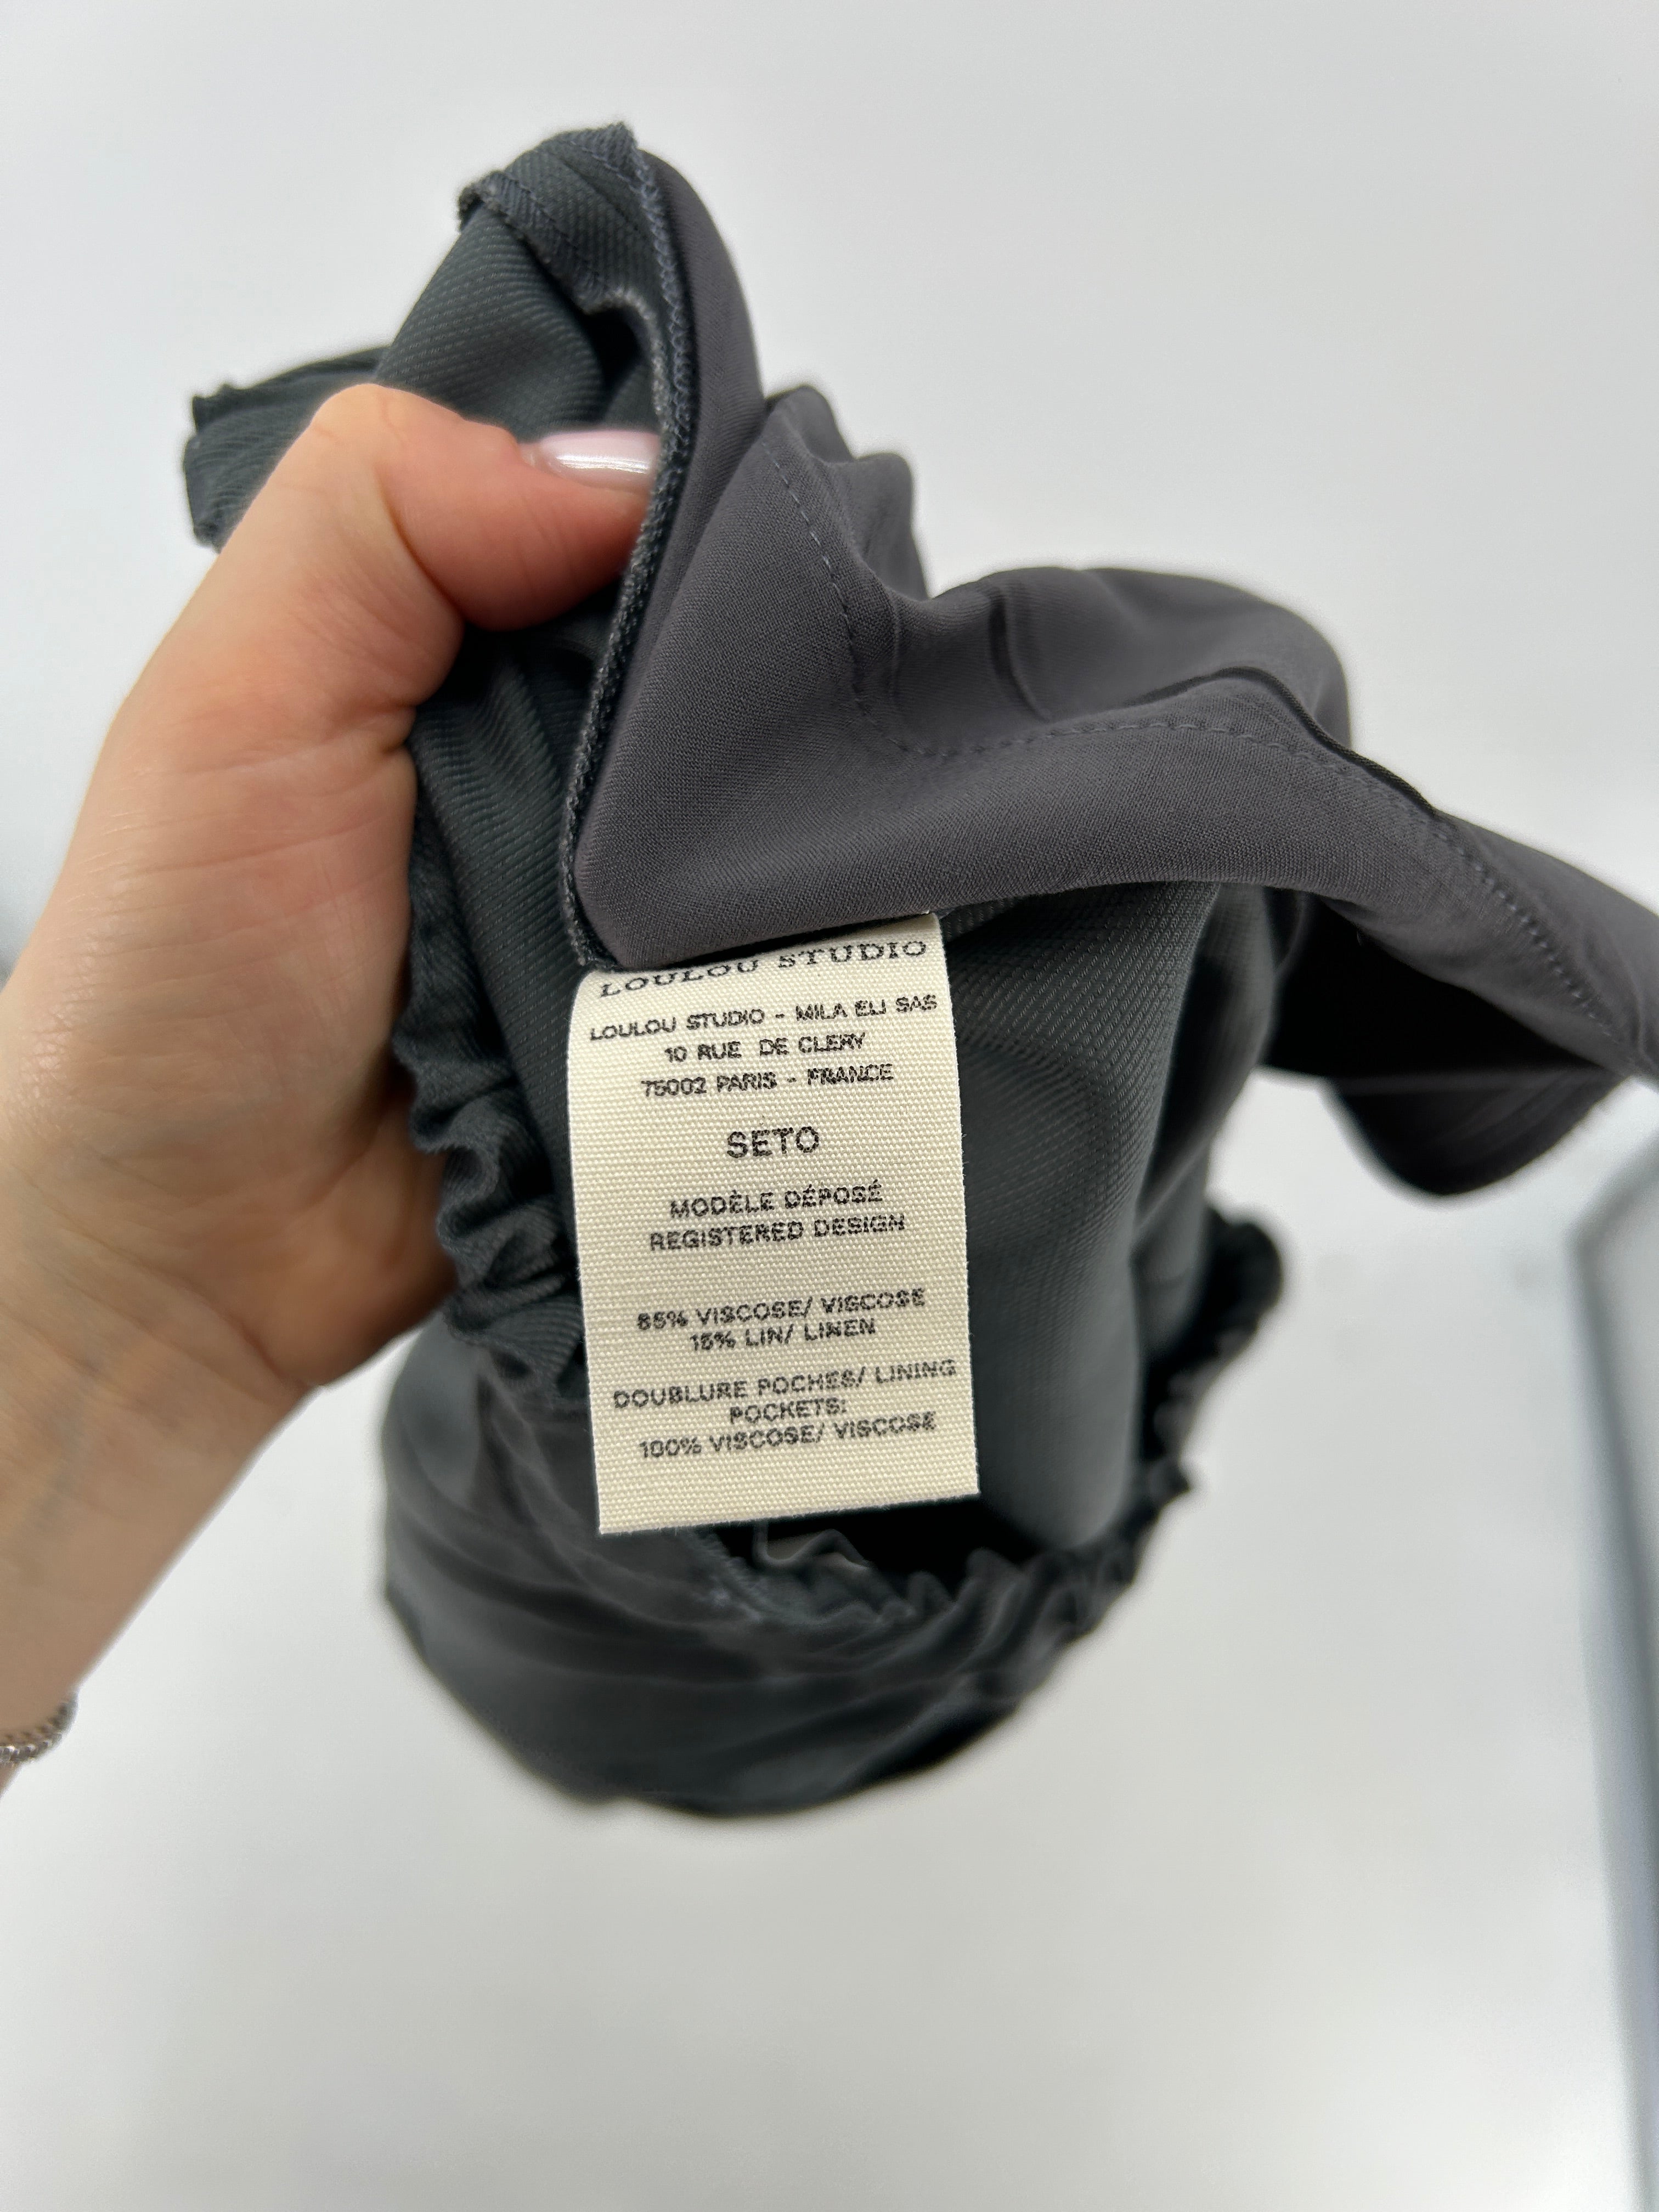 LOULOU STUDIO
LOULOU STUDIO - MILA ELI SAS
10 RUE DE CLERY
75002 PARIS - FRANCE
SETO
MODÈLE DÉPOSÉ
REGISTERED DESIGN
85% VISCOSE/ VISCOSE
15% LIN/ LINEN
DOUBLURE POCHES/ LINING
POCKETS:
100% VISCOSE/ VISCOSE